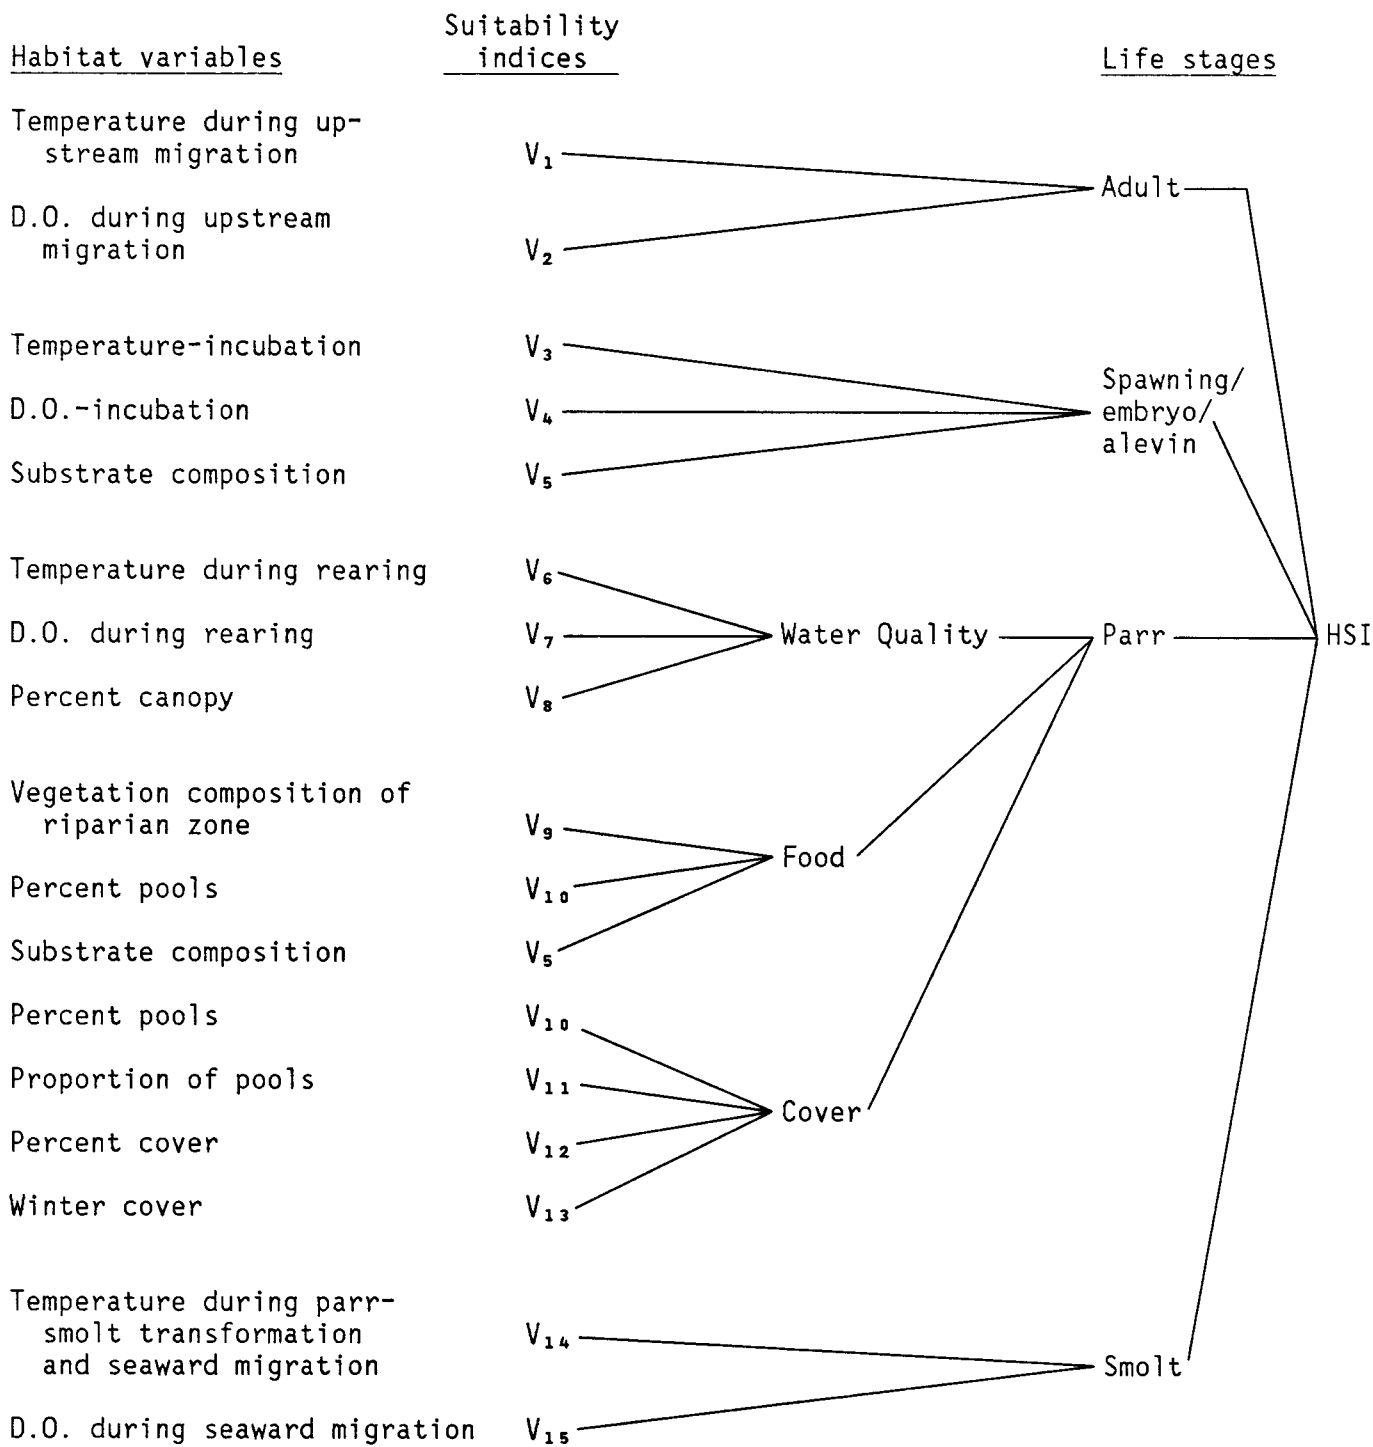 Suitability
Habitat variables indices Life stages
Temperature during up-
stream migration V₁
Adult
D.O. during upstream
migration V₂
Temperature-incubation V₃
Spawning/
D.O.-incubation V₄ embryo/
alevin
Substrate composition V₅
Temperature during rearing V₆
D.O. during rearing V₇ Water Quality Parr HSI
Percent canopy V₈
Vegetation composition of
riparian zone V₉
Food
Percent pools V₁₀
Substrate composition V₅
Percent pools V₁₀
Proportion of pools V₁₁
Cover
Percent cover V₁₂
Winter cover V₁₃
Temperature during parr-
smolt transformation V₁₄
and seaward migration Smolt
D.O. during seaward migration V₁₅